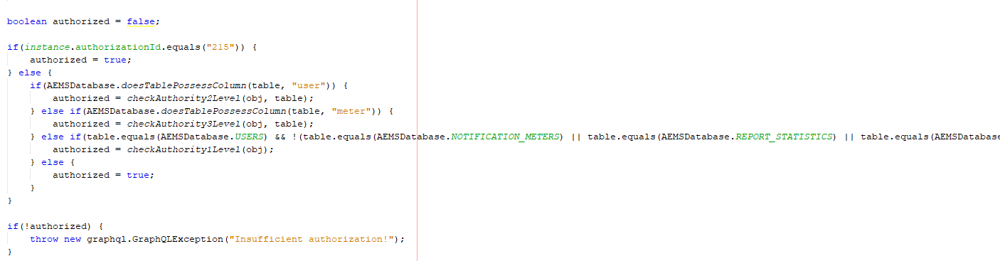 boolean authorized = false;
if(instance.authorizationId.equals("215")) {
authorized = true;
} else {
if(AEMSDatabase.doesTablePossessColumn(table, "user")) {
authorized = checkAuthority2Level(obj, table);
} else if(AEMSDatabase.doesTablePossessColumn(table, "meter")) {
authorized = checkAuthority3Level(obj, table);
} else if(table.equals(AEMSDatabase.USERS) && !(table.equals(AEMSDatabase.NOTIFICATION_METERS) || table.equals(AEMSDatabase.REPORT_STATISTICS) || table.equals(AEMSDatabase
authorized = checkAuthority1Level(obj);
} else {
authorized = true;
}
}
if(!authorized) {
throw new graphql.GraphQLException("Insufficient authorization!");
}